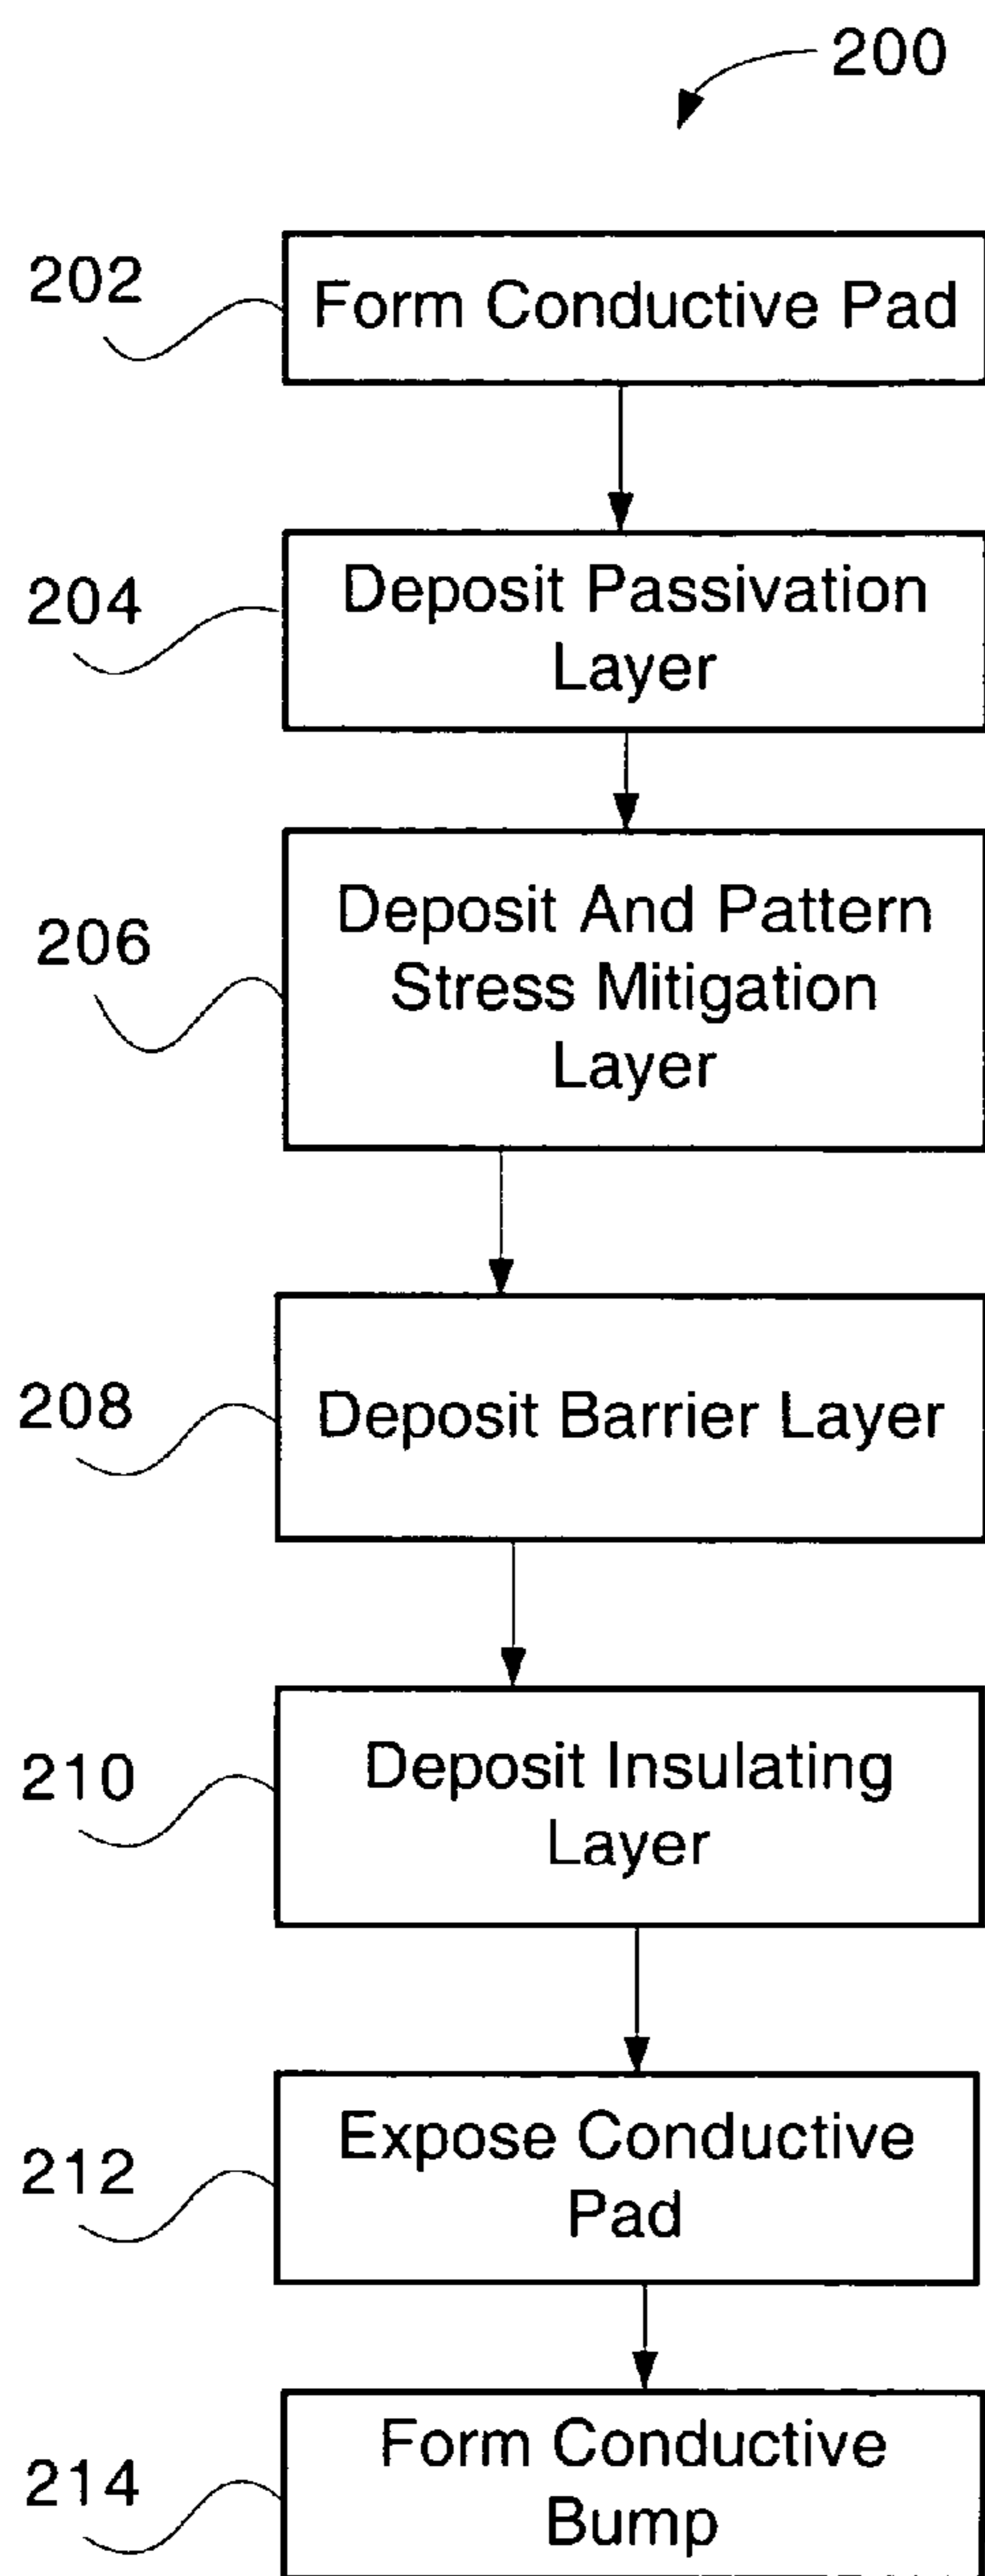 200
202
Form Conductive Pad
204
Deposit Passivation
Layer
206
Deposit And Pattern
Stress Mitigation
Layer
208
Deposit Barrier Layer
210
Deposit Insulating
Layer
212
Expose Conductive
Pad
214
Form Conductive
Bump